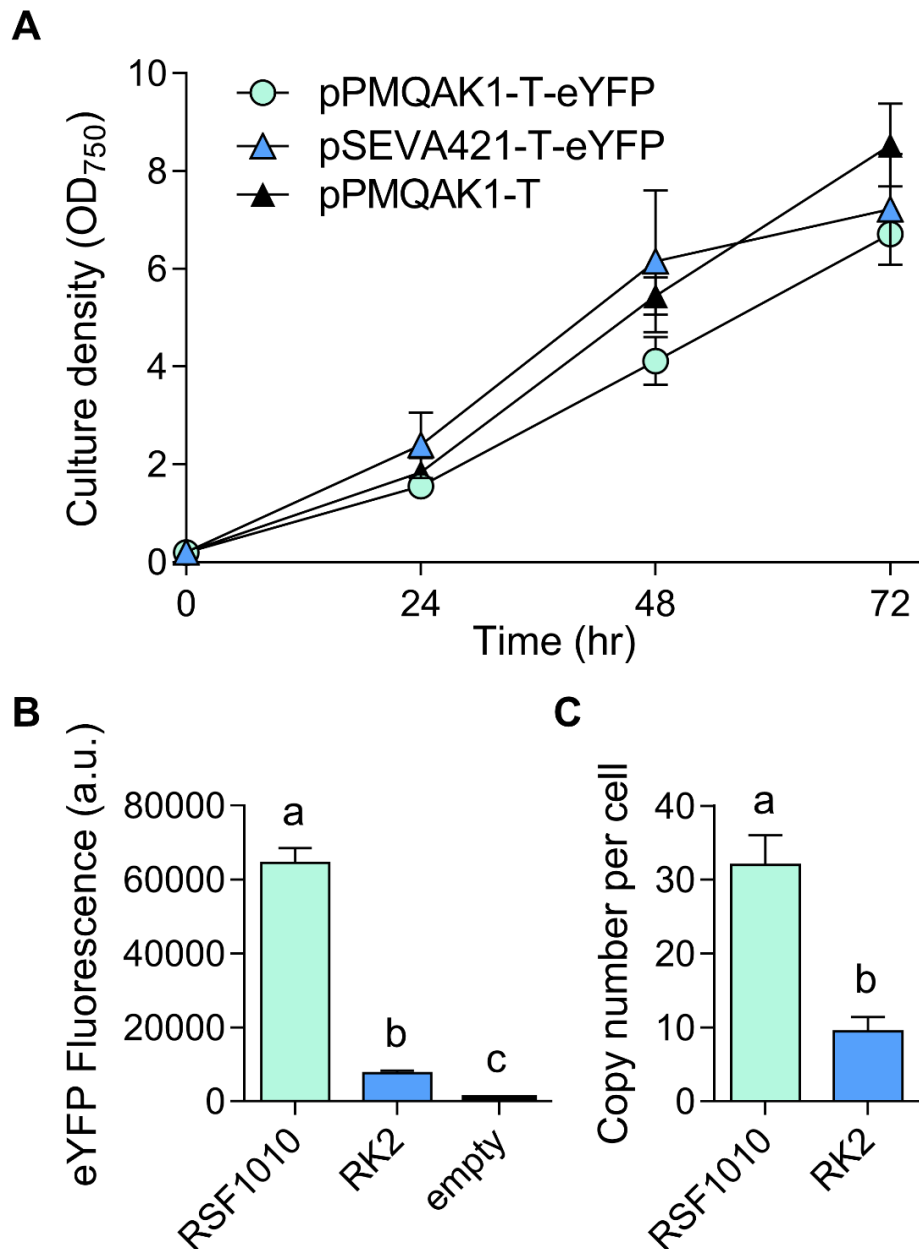 A
Culture density (OD750)
10
8
6
4
2
0
pPMQAK1-T-eYFP
pSEVA421-T-eYFP
pPMQAK1-T
0 24 48 72
Time (hr)
B
eYFP Fluorescence (a.u.)
80000
60000
40000
20000
0
a
b
c
RSF1010
RK2
empty
C
Copy number per cell
40
30
20
10
0
a
b
RSF1010
RK2